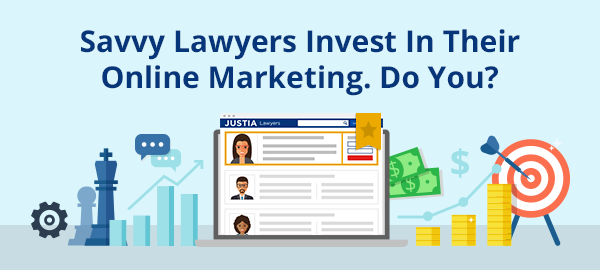 Savvy Lawyers Invest In Their
Online Marketing. Do You?
JUSTIA Lawyers
$